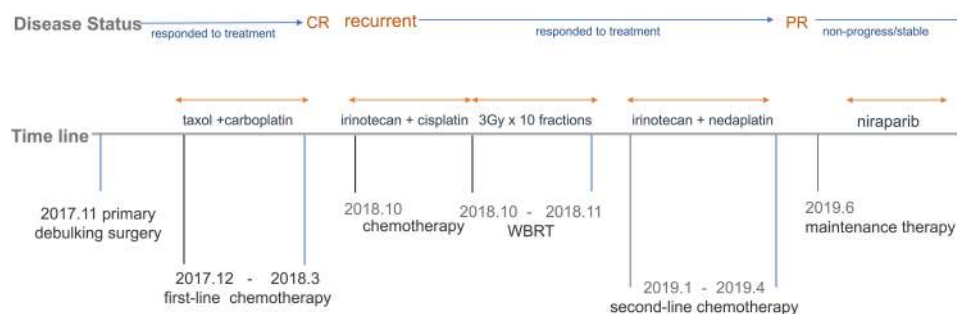 Disease Status
responded to treatment
CR
recurrent
responded to treatment
PR
non-progress/stable
taxol +carboplatin
irinotecan + cisplatin
3Gy x 10 fractions
irinotecan + nedaplatin
niraparib
Time line
2017.11 primary
debulking surgery
2017.12 - 2018.3
first-line chemotherapy
2018.10
chemotherapy
2018.10 - 2018.11
WBRT
2019.1 - 2019.4
second-line chemotherapy
2019.6
maintenance therapy